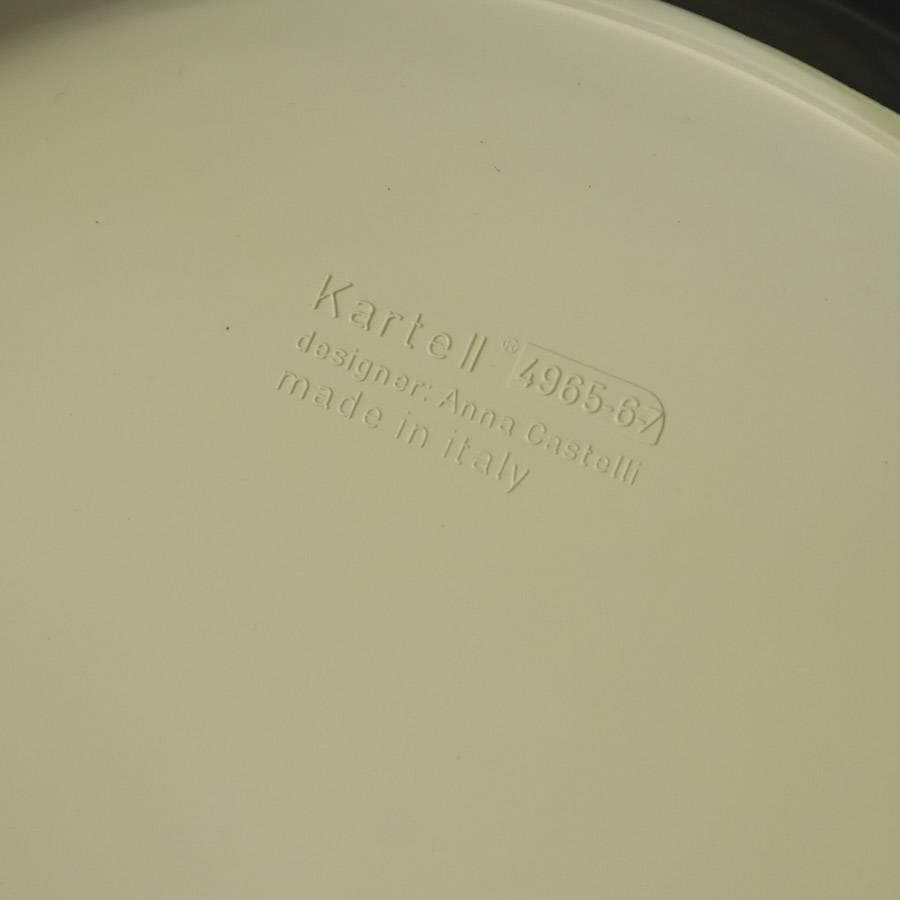 Kartell® 4965-6-7
designer: Anna Castelli
made in italy